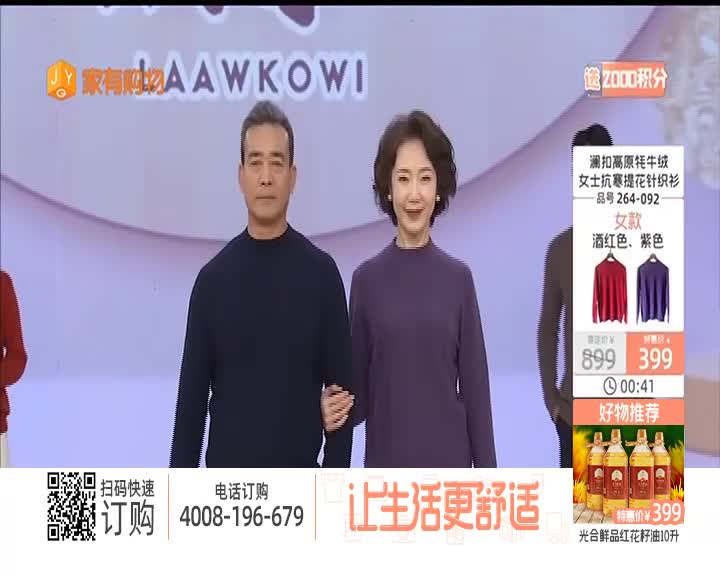 LAAWKOWI
JYG 家有购物
送2000积分
澜扣高原牦牛绒
女士抗寒提花针织衫
品号 264-092
女款
酒红色、紫色
899
特惠价¥
399
00:41
好物推荐
特惠价¥399
光合鲜品红花籽油10升
扫码快速
订购
电话订购
4008-196-679
让生活更舒适